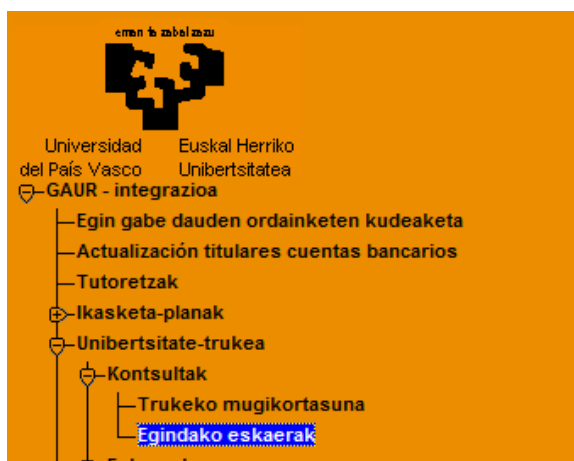 eman ta zabal zazu
Universidad Euskal Herriko
del País Vasco Unibertsitatea
GAUR - integrazioa
Egin gabe dauden ordainketen kudeaketa
Actualización titulares cuentas bancarios
Tutoretzak
Ikasketa-planak
Unibertsitate-trukea
Kontsultak
Trukeko mugikortasuna
Egindako eskaerak